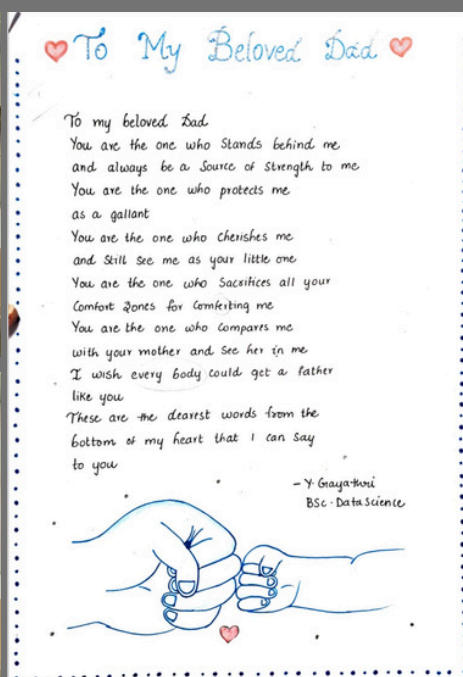 To My Beloved Dad
To my beloved Dad
You are the one who Stands behind me
and always be a Source of Strength to me
You are the one who protects me
as a gallant
You are the one who Cherishes me
and Still See me as your little one
You are the one who Sacrifices all your
Comfort Zones for Comforting me
You are the one who Compares me
with your mother and See her in me
I wish every body could get a father
like you
These are the dearest words from the
bottom of my heart that I can Say
to you
- Y. Gayathri
BSc - Data Science